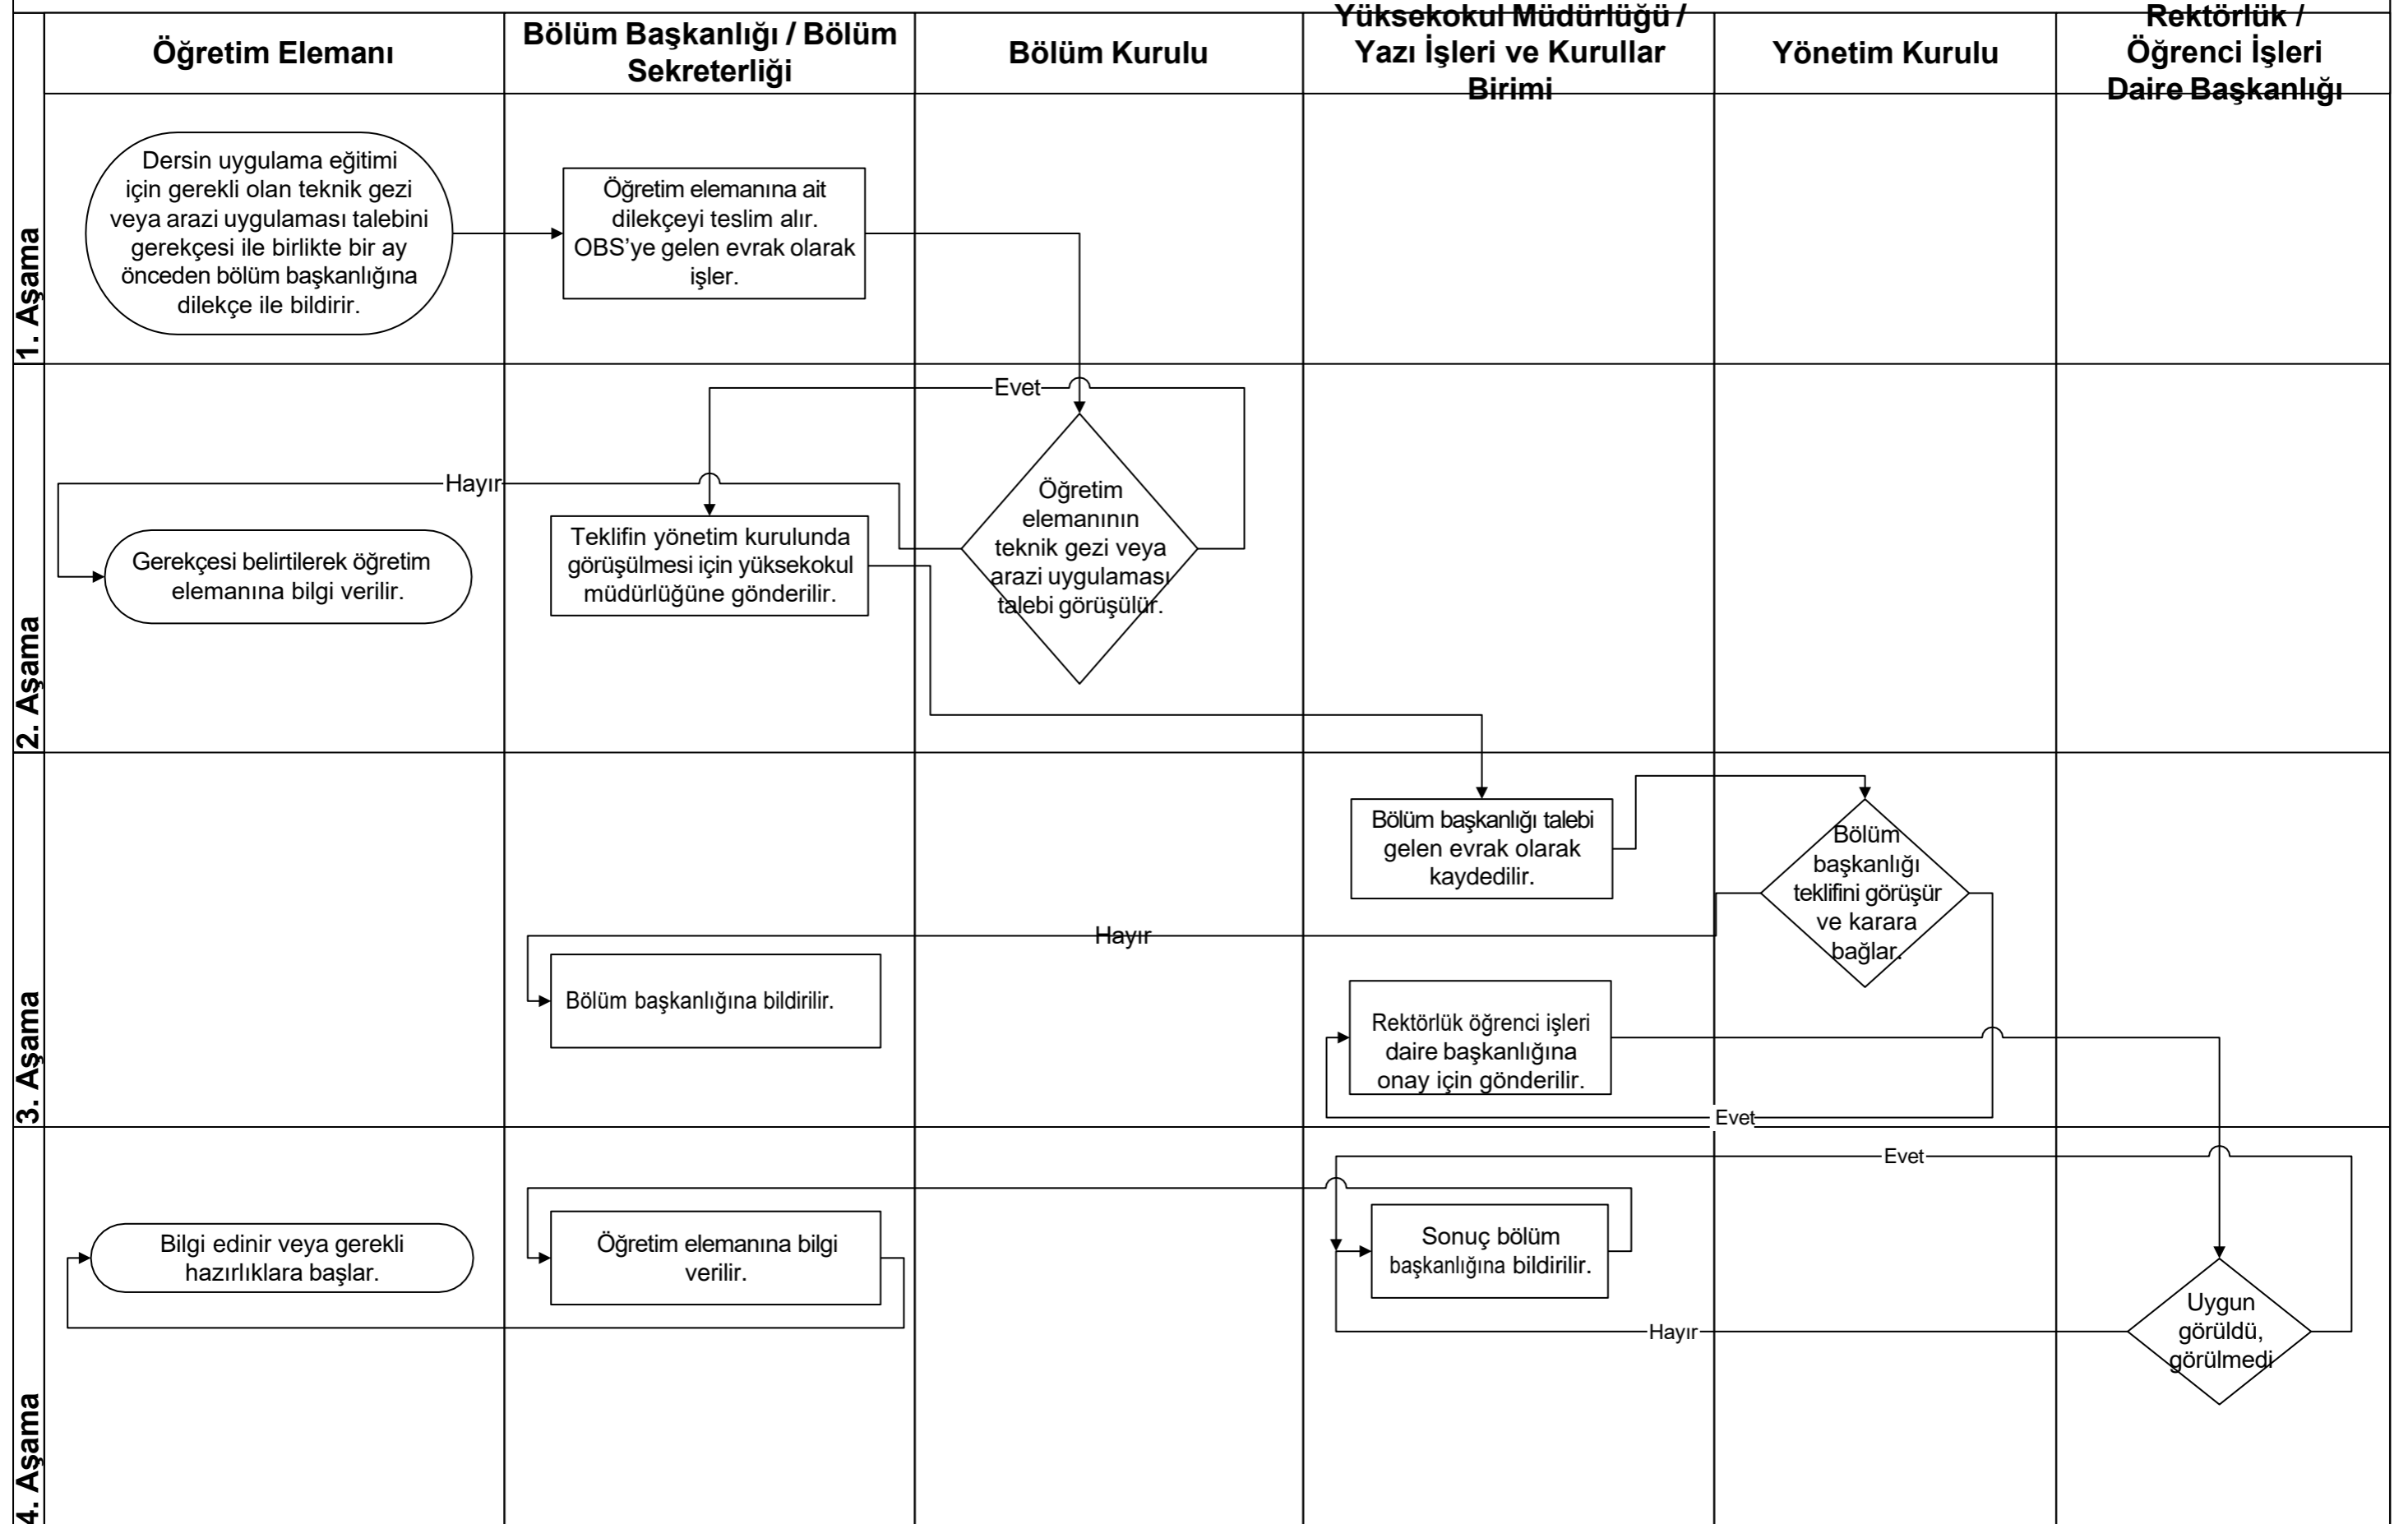 Öğretim Elemanı
Bölüm Başkanlığı / Bölüm
Sekreterliği
Bölüm Kurulu
Yüksekokul Müdürlüğü /
Yazı İşleri ve Kurullar
Birimi
Yönetim Kurulu
Rektörlük /
Öğrenci İşleri
Daire Başkanlığı
1. Aşama
Dersin uygulama eğitimi
için gerekli olan teknik gezi
veya arazi uygulaması talebini
gerekçesi ile birlikte bir ay
önceden bölüm başkanlığına
dilekçe ile bildirir.
Öğretim elemanına ait
dilekçeyi teslim alır.
OBS’ye gelen evrak olarak
işler.
2. Aşama
Evet
Hayır
Gerekçesi belirtilerek öğretim
elemanına bilgi verilir.
Teklifin yönetim kurulunda
görüşülmesi için yüksekokul
müdürlüğüne gönderilir.
Öğretim
elemanının
teknik gezi veya
arazi uygulaması
talebi görüşülür.
3. Aşama
Bölüm başkanlığı talebi
gelen evrak olarak
kaydedilir.
Bölüm
başkanlığı
teklifini görüşür
ve karara
bağlar.
Hayır
Bölüm başkanlığına bildirilir.
Rektörlük öğrenci işleri
daire başkanlığına
onay için gönderilir.
Evet
4. Aşama
Evet
Bilgi edinir veya gerekli
hazırlıklara başlar.
Öğretim elemanına bilgi
verilir.
Sonuç bölüm
başkanlığına bildirilir.
Hayır
Uygun
görüldü,
görülmedi